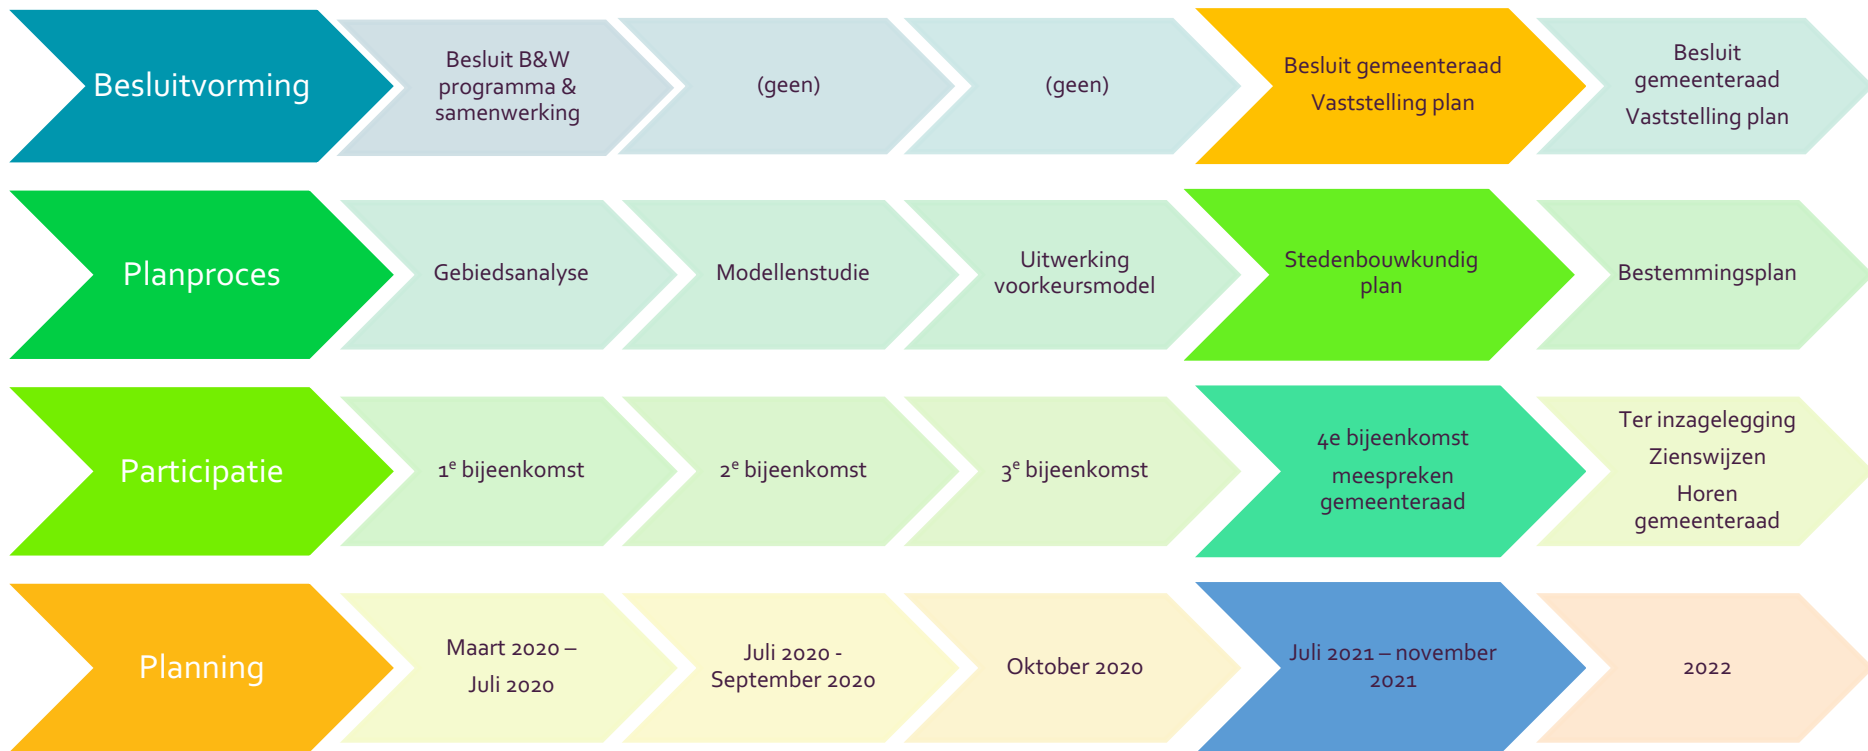 Besluitvorming
Besluit B&W
programma &
samenwerking
(geen)
(geen)
Besluit gemeenteraad
Vaststelling plan
Besluit
gemeenteraad
Vaststelling plan
Planproces
Gebiedsanalyse
Modellenstudie
Uitwerking
voorkeursmodel
Stedenbouwkundig
plan
Bestemmingsplan
Participatie
1e bijeenkomst
2e bijeenkomst
3e bijeenkomst
4e bijeenkomst
meespreken
gemeenteraad
Ter inzagelegging
Zienswijzen
Horen
gemeenteraad
Planning
Maart 2020 –
Juli 2020
Juli 2020 -
September 2020
Oktober 2020
Juli 2021 – november
2021
2022